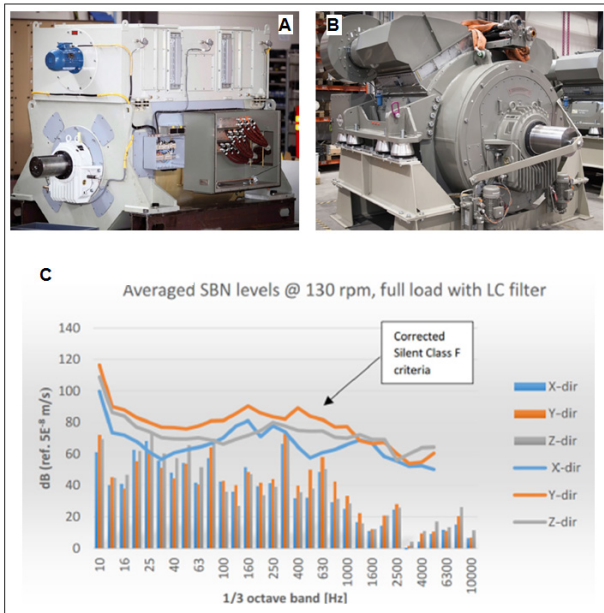 A
B
C
Averaged SBN levels @ 130 rpm, full load with LC filter
140
120
100
80
60
40
20
0
dB (ref. 5E⁻⁸ m/s)
Corrected
Silent Class F
criteria
X-dir
Y-dir
Z-dir
X-dir
Y-dir
Z-dir
10
16
25
40
63
100
160
250
400
630
1000
1600
2500
4000
6300
10000
1/3 octave band [Hz]